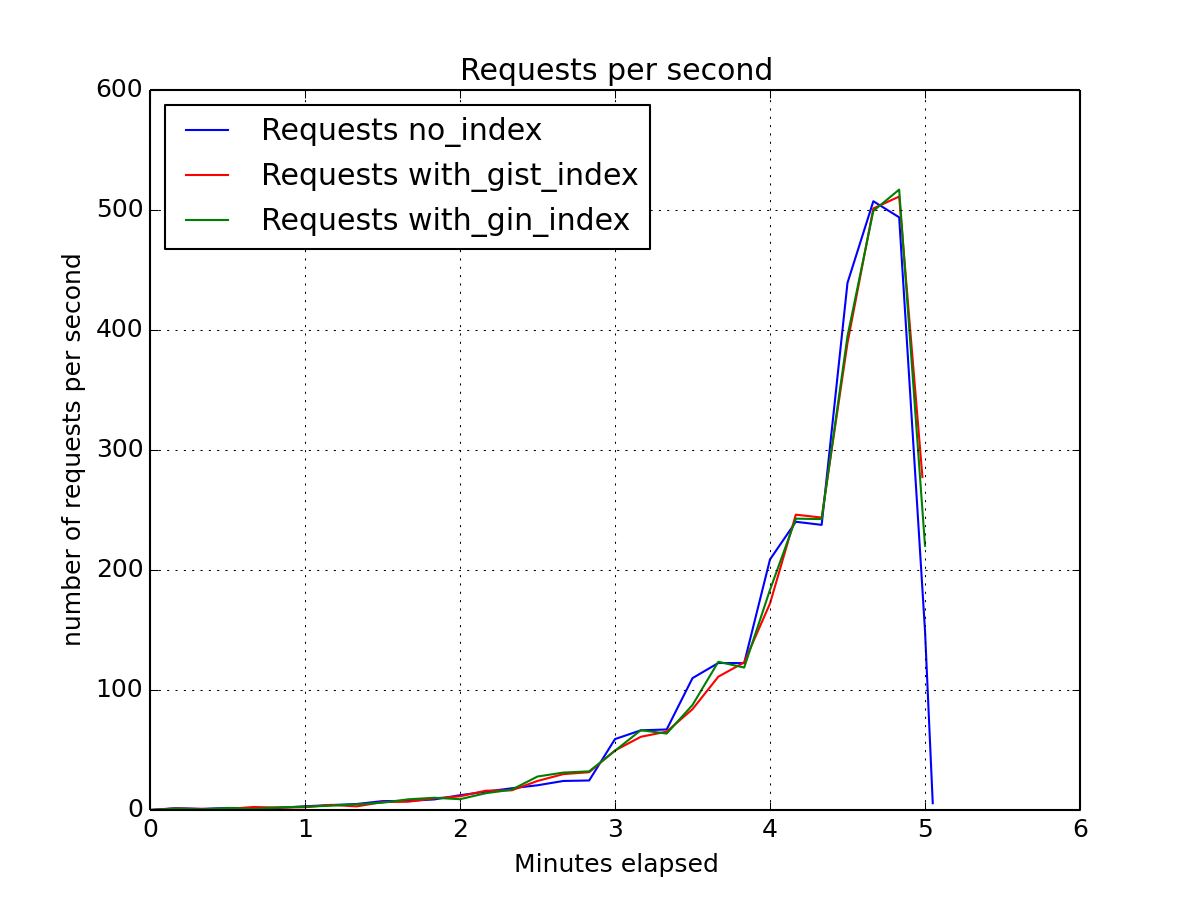 Requests per second
Requests no_index
Requests with_gist_index
Requests with_gin_index
number of requests per second
600
500
400
300
200
100
0
0 1 2 3 4 5 6
Minutes elapsed